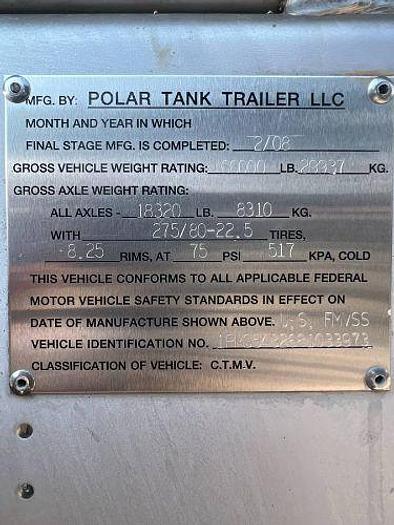 MFG. BY: POLAR TANK TRAILER LLC
MONTH AND YEAR IN WHICH
FINAL STAGE MFG. IS COMPLETED: 2/08
GROSS VEHICLE WEIGHT RATING: LB. KG.
GROSS AXLE WEIGHT RATING:
ALL AXLES - 18320 LB. 8310 KG.
WITH 275/80-22.5 TIRES,
8.25 RIMS, AT 75 PSI 517 KPA, COLD
THIS VEHICLE CONFORMS TO ALL APPLICABLE FEDERAL
MOTOR VEHICLE SAFETY STANDARDS IN EFFECT ON
DATE OF MANUFACTURE SHOWN ABOVE. U.S. FMVSS
VEHICLE IDENTIFICATION NO.
CLASSIFICATION OF VEHICLE: C.T.M.V.